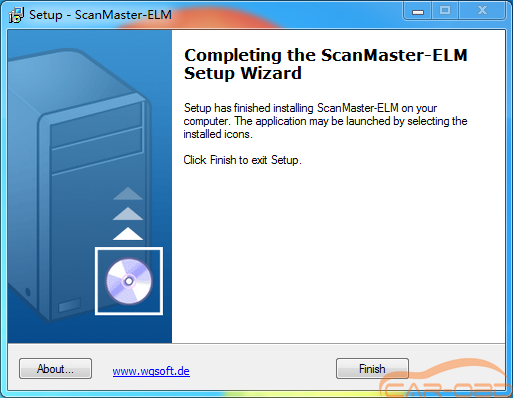 Setup - ScanMaster-ELM
Completing the ScanMaster-ELM
Setup Wizard
Setup has finished installing ScanMaster-ELM on your
computer. The application may be launched by selecting the
installed icons.
Click Finish to exit Setup.
About...
www.wgsoft.de
Finish
CAR-OBD